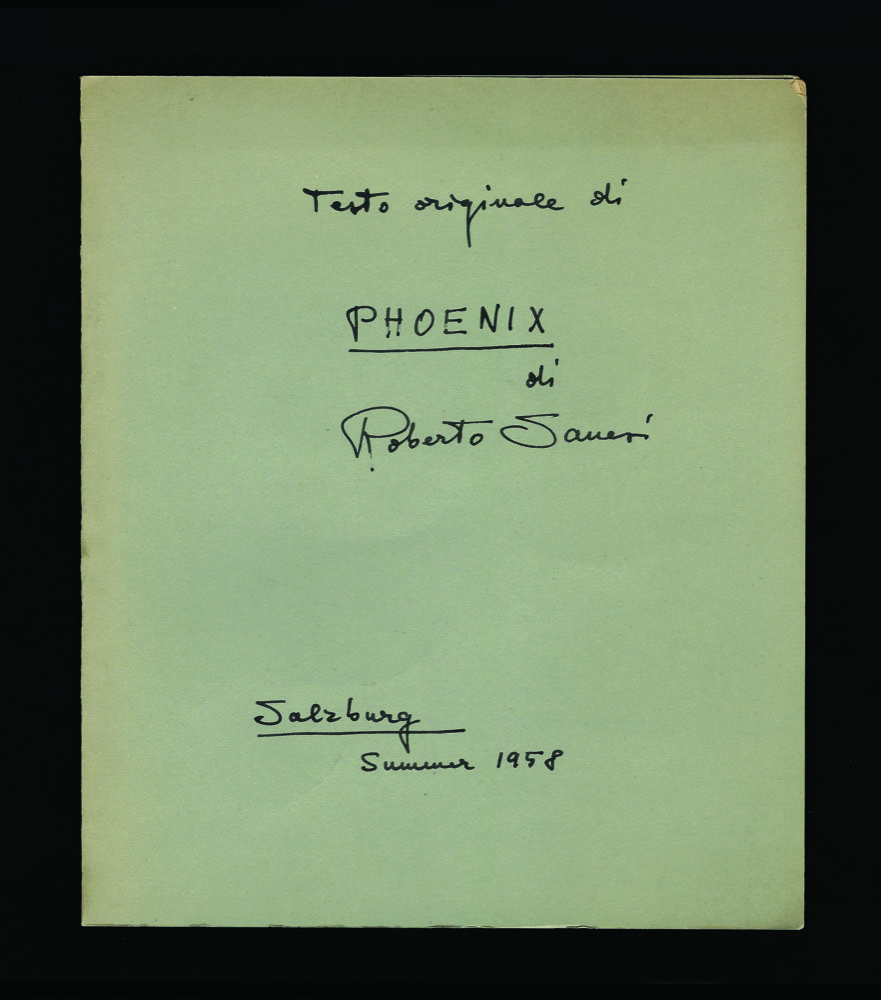 Testo originale di
PHOENIX
di
Roberto Sanesi
Salzburg
Summer 1958